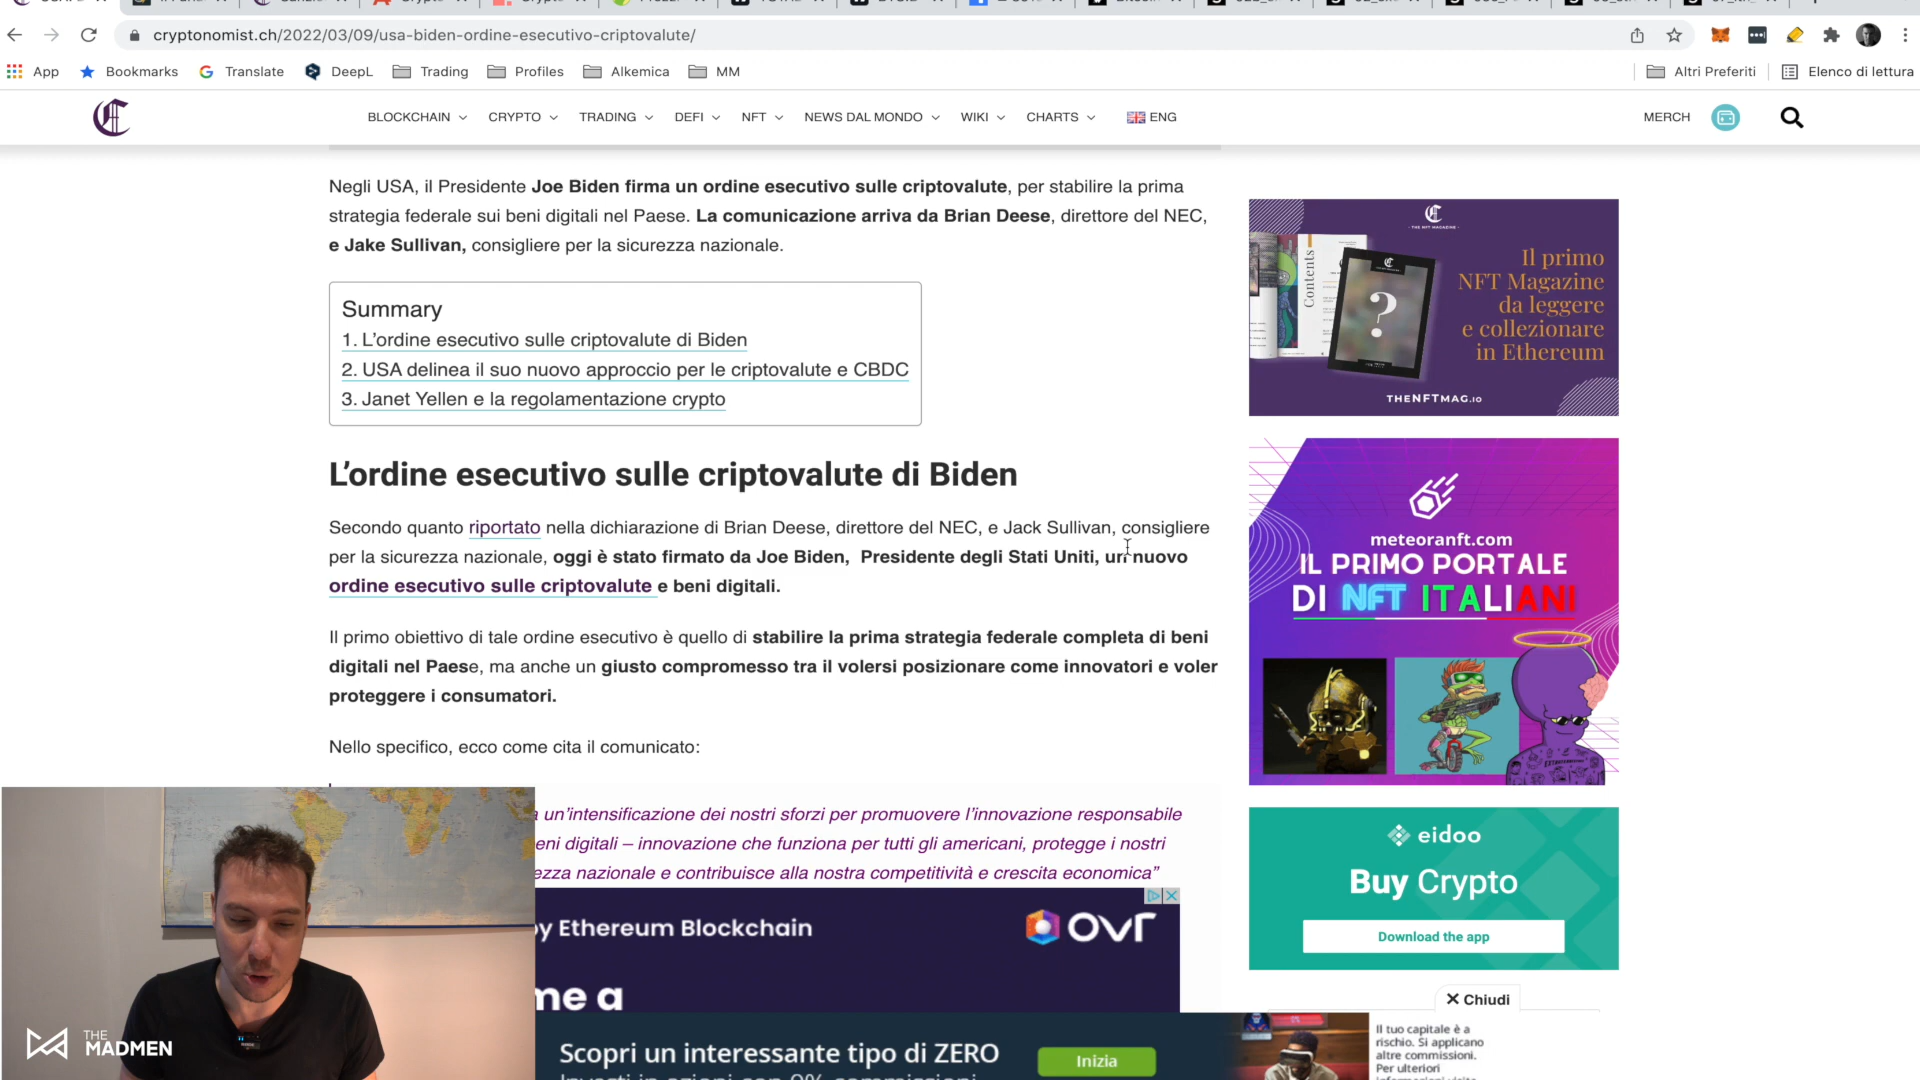 cryptonomist.ch/2022/03/09/usa-biden-ordine-esecutivo-criptovalute/
App Bookmarks Translate DeepL Trading Profiles Alkemica MM Altri Preferiti Elenco di lettura
BLOCKCHAIN CRYPTO TRADING DEFI NFT NEWS DAL MONDO WIKI CHARTS ENG MERCH
Negli USA, il Presidente Joe Biden firma un ordine esecutivo sulle criptovalute, per stabilire la prima
strategia federale sui beni digitali nel Paese. La comunicazione arriva da Brian Deese, direttore del NEC,
e Jake Sullivan, consigliere per la sicurezza nazionale.
Summary
1. L’ordine esecutivo sulle criptovalute di Biden
2. USA delinea il suo nuovo approccio per le criptovalute e CBDC
3. Janet Yellen e la regolamentazione crypto
L’ordine esecutivo sulle criptovalute di Biden
Secondo quanto riportato nella dichiarazione di Brian Deese, direttore del NEC, e Jack Sullivan, consigliere
per la sicurezza nazionale, oggi è stato firmato da Joe Biden, Presidente degli Stati Uniti, un nuovo
ordine esecutivo sulle criptovalute e beni digitali.
Il primo obiettivo di tale ordine esecutivo è quello di stabilire la prima strategia federale completa di beni
digitali nel Paese, ma anche un giusto compromesso tra il volersi posizionare come innovatori e voler
proteggere i consumatori.
Nello specifico, ecco come cita il comunicato:
un’intensificazione dei nostri sforzi per promuovere l’innovazione responsabile
eni digitali – innovazione che funziona per tutti gli americani, protegge i nostri
ezza nazionale e contribuisce alla nostra competitività e crescita economica”
by Ethereum Blockchain
OVR
me a
Scopri un interessante tipo di ZERO
Inizia
Chiudi
Il tuo capitale è a
rischio. Si applicano
altre commissioni.
Per ulteriori
- THE NFT MAGAZINE -
Contents
?
Il primo
NFT Magazine
da leggere
e collezionare
in Ethereum
THENFTMAG.IO
meteoranft.com
IL PRIMO PORTALE
DI NFT ITALIANI
eidoo
Buy Crypto
Download the app
THE
MADMEN